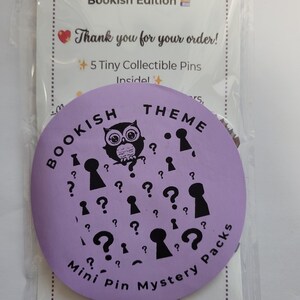 Bookish Edition
Thank you for your order!
5 Tiny Collectible Pins
Inside!
BOOKISH THEME
Mini Pin Mystery Packs